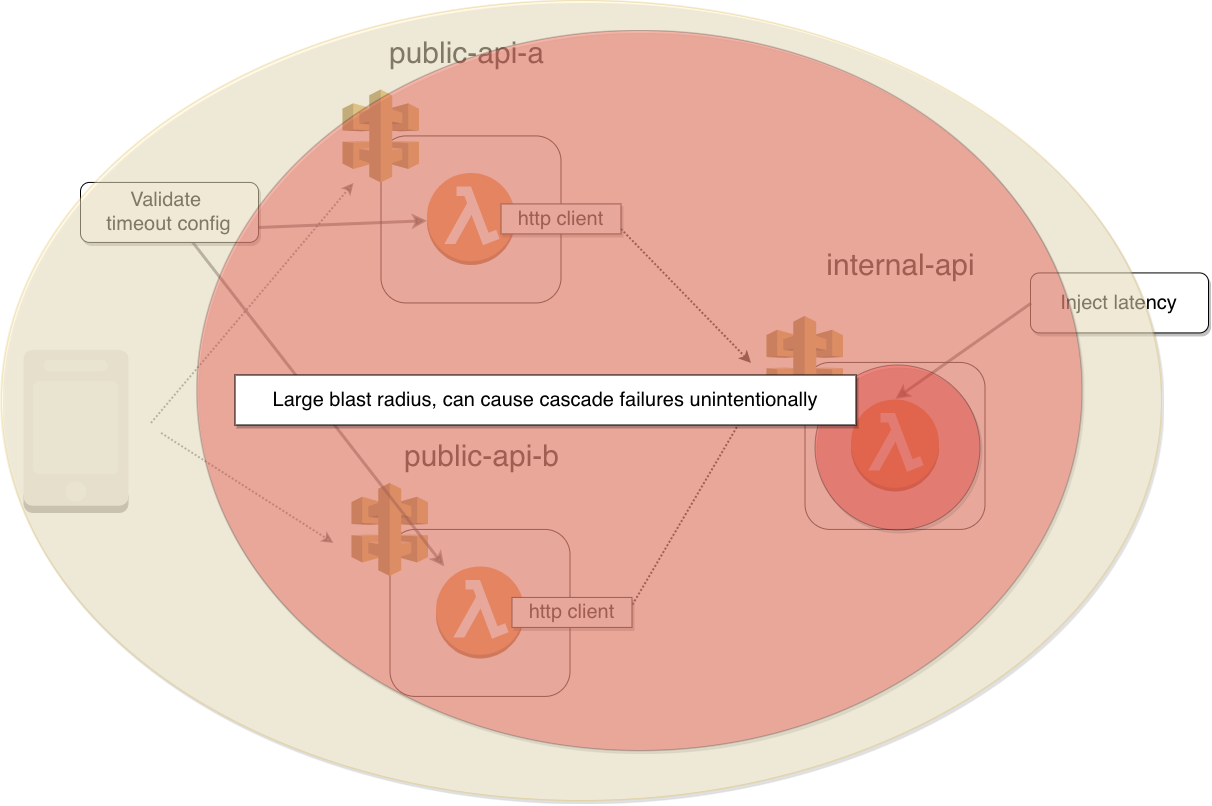 public-api-a
Validate
timeout config
http client
internal-api
Inject latency
Large blast radius, can cause cascade failures unintentionally
public-api-b
http client